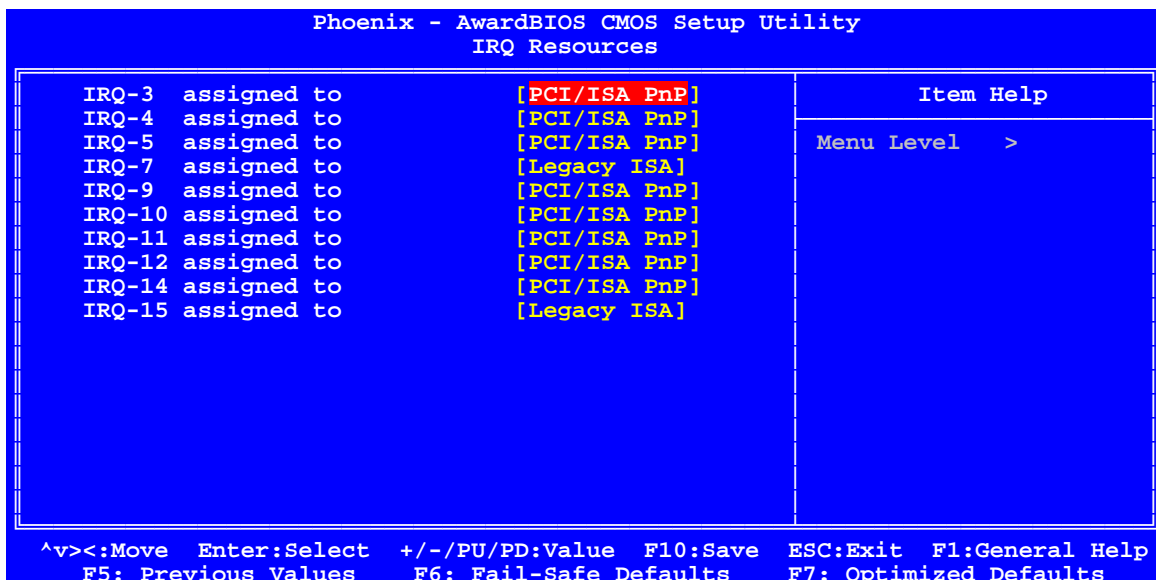 Phoenix - AwardBIOS CMOS Setup Utility
IRQ Resources
IRQ-3 assigned to [PCI/ISA PnP]
IRQ-4 assigned to [PCI/ISA PnP]
IRQ-5 assigned to [PCI/ISA PnP]
IRQ-7 assigned to [Legacy ISA]
IRQ-9 assigned to [PCI/ISA PnP]
IRQ-10 assigned to [PCI/ISA PnP]
IRQ-11 assigned to [PCI/ISA PnP]
IRQ-12 assigned to [PCI/ISA PnP]
IRQ-14 assigned to [PCI/ISA PnP]
IRQ-15 assigned to [Legacy ISA]
Item Help
Menu Level >
^v><:Move Enter:Select +/-/PU/PD:Value F10:Save ESC:Exit F1:General Help
F5: Previous Values F6: Fail-Safe Defaults F7: Optimized Defaults